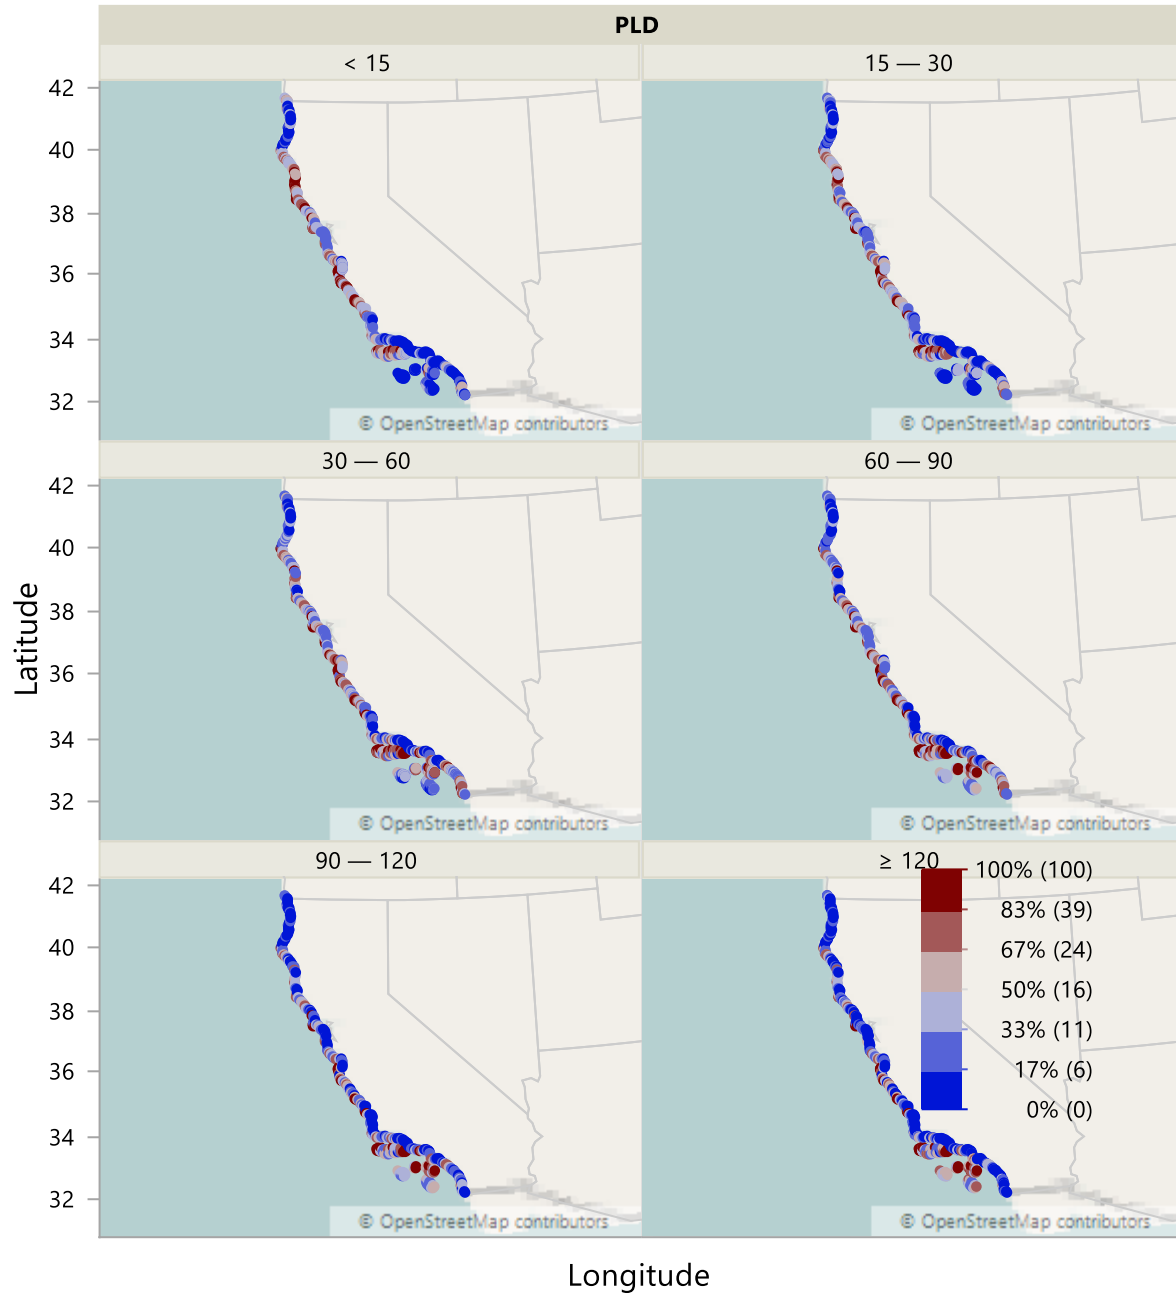 PLD
< 15
15 — 30
42
40
38
36
34
32
© OpenStreetMap contributors
© OpenStreetMap contributors
30 — 60
60 — 90
42
40
38
36
34
32
© OpenStreetMap contributors
© OpenStreetMap contributors
Latitude
90 — 120
≥ 120
42
40
38
36
34
32
100% (100)
83% (39)
67% (24)
50% (16)
33% (11)
17% (6)
0% (0)
© OpenStreetMap contributors
© OpenStreetMap contributors
Longitude